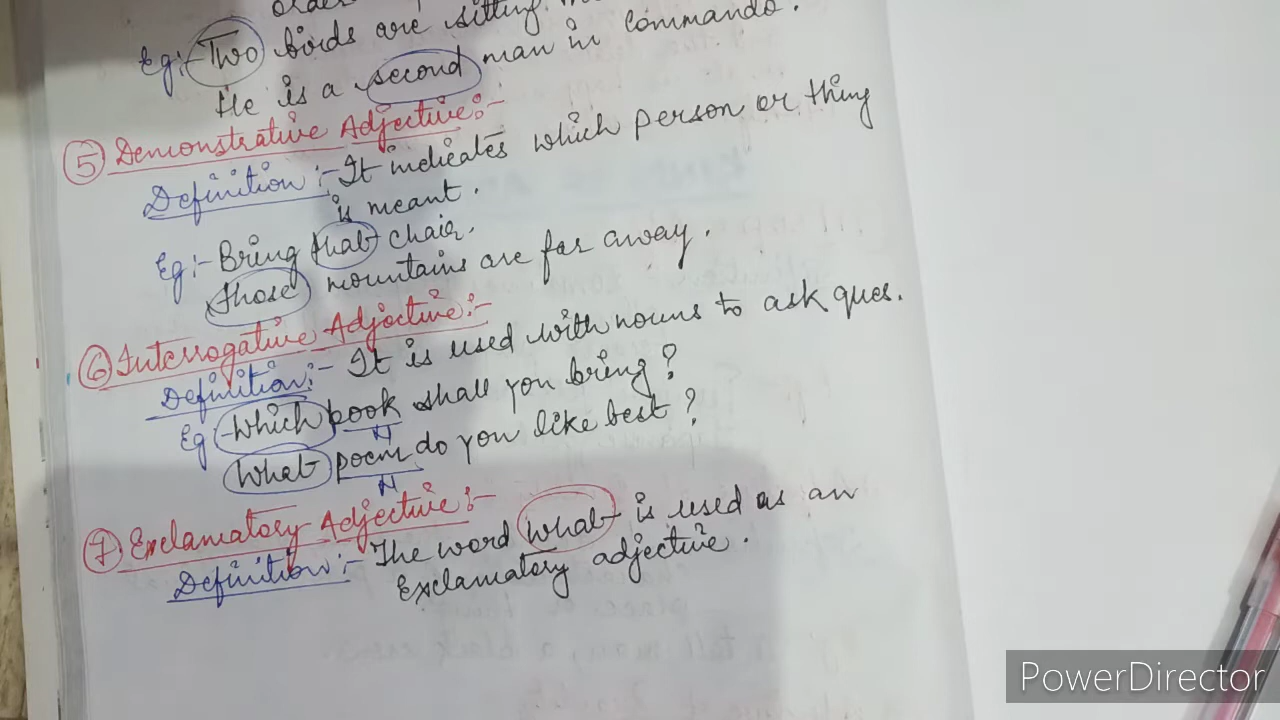 order
Eg:- Two birds are sitting
He is a second man in commando.
5 Demonstrative Adjective:-
Definition:- It indicates which person or thing
is meant.
Eg:- Bring that chair.
those mountains are far away.
6 Interrogative Adjective:-
Definition:- It is used with nouns to ask ques.
Eg- Which book shall you bring?
N
What poem do you like best?
N
7. Exclamatory Adjective:-
Definition:- The word what is used as an
Exclamatory adjective.
PowerDirector